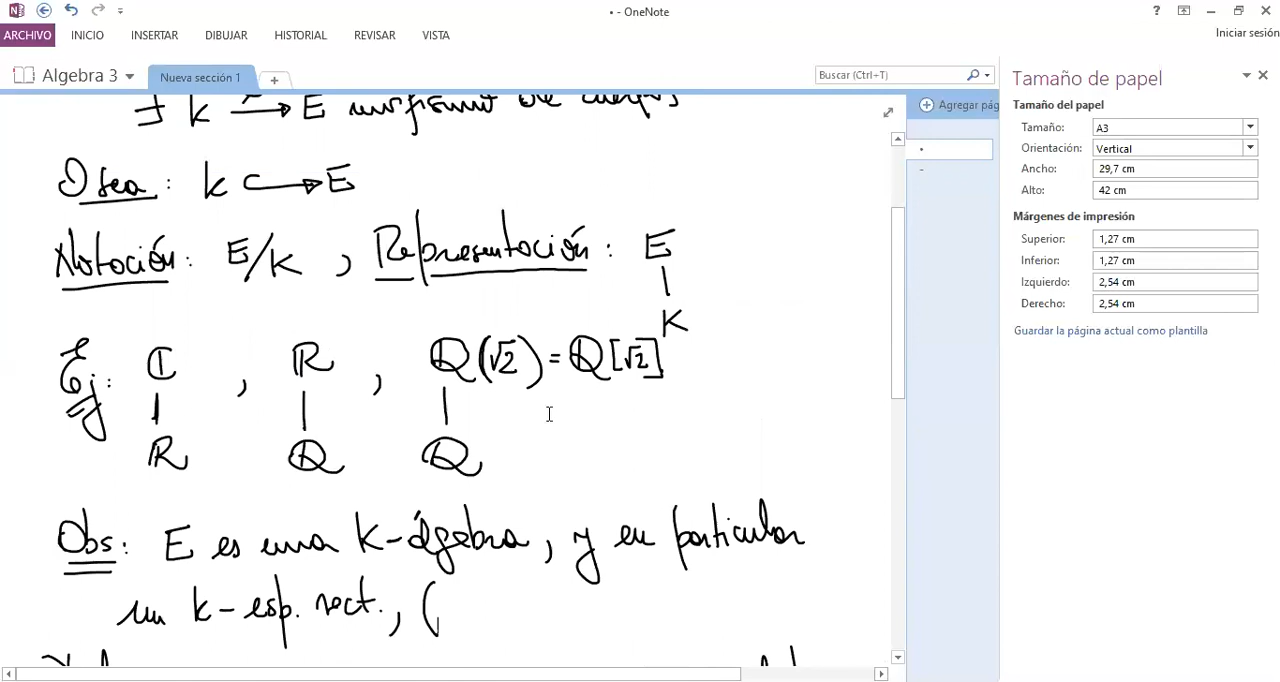 • - OneNote
?
ARCHIVO INICIO INSERTAR DIBUJAR HISTORIAL REVISAR VISTA
Iniciar sesión
Algebra 3
Nueva sección 1
+
Buscar (Ctrl+T)
Agregar pág
Tamaño de papel
Tamaño del papel
Tamaño: A3
Orientación: Vertical
Ancho: 29,7 cm
Alto: 42 cm
Márgenes de impresión
Superior: 1,27 cm
Inferior: 1,27 cm
Izquierdo: 2,54 cm
Derecho: 2,54 cm
Guardar la página actual como plantilla
∃ K → E de cuerpos
O sea: K ↪ E
Notación: E/K, Representación: E
|
K
Ej: ℂ , ℝ , ℚ(√2) = ℚ[√2]
| | |
ℝ ℚ ℚ
Obs: E es una K-álgebra, y en particular
un K-esp. vect., (